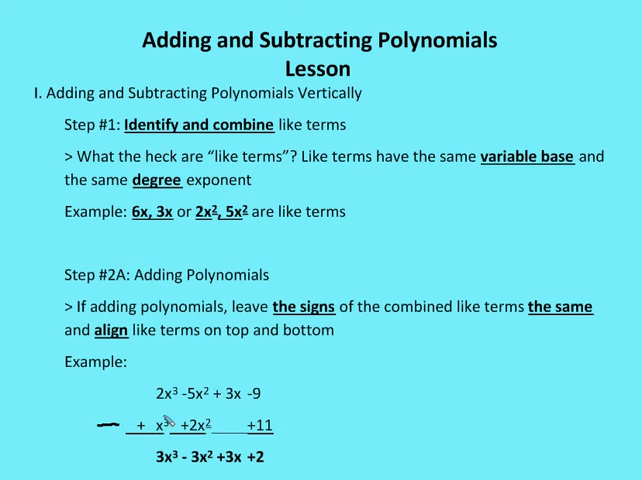 Adding and Subtracting Polynomials
Lesson
I. Adding and Subtracting Polynomials Vertically
Step #1: Identify and combine like terms
> What the heck are “like terms”? Like terms have the same variable base and
the same degree exponent
Example: 6x, 3x or 2x², 5x² are like terms
Step #2A: Adding Polynomials
> If adding polynomials, leave the signs of the combined like terms the same
and align like terms on top and bottom
Example:
2x³ -5x² + 3x -9
+ x³ +2x² +11
3x³ - 3x² +3x +2